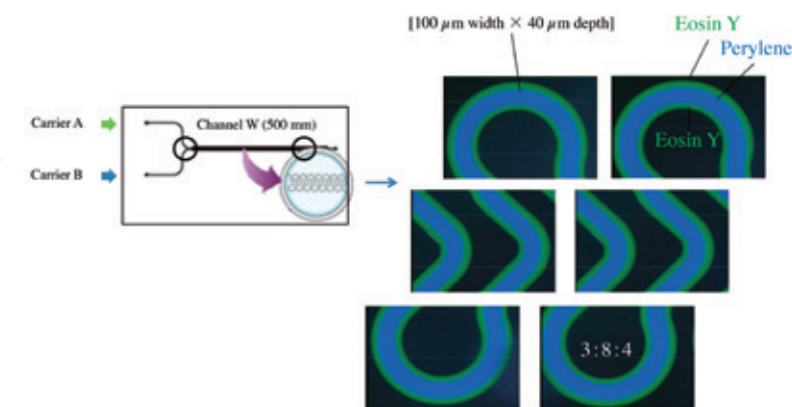 [100 μm width × 40 μm depth]
Eosin Y
Perylene
Carrier A
Channel W (500 mm)
Eosin Y
Carrier B
3:8:4